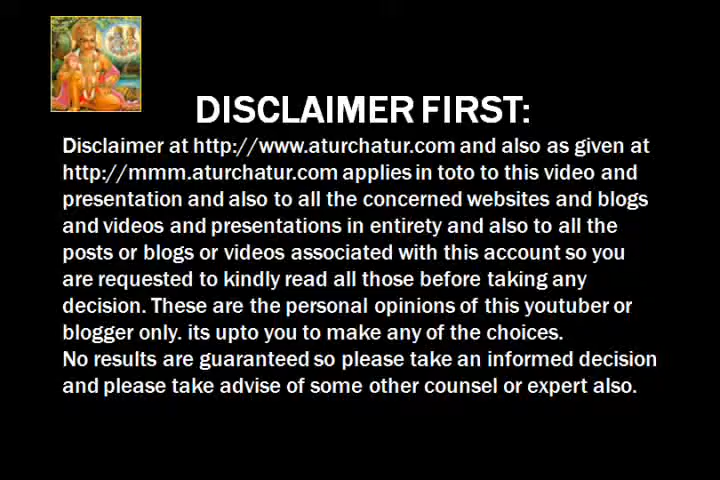 DISCLAIMER FIRST:
Disclaimer at http://www.aturchatur.com and also as given at
http://mmm.aturchatur.com applies in toto to this video and
presentation and also to all the concerned websites and blogs
and videos and presentations in entirety and also to all the
posts or blogs or videos associated with this account so you
are requested to kindly read all those before taking any
decision. These are the personal opinions of this youtuber or
blogger only. its upto you to make any of the choices.
No results are guaranteed so please take an informed decision
and please take advise of some other counsel or expert also.